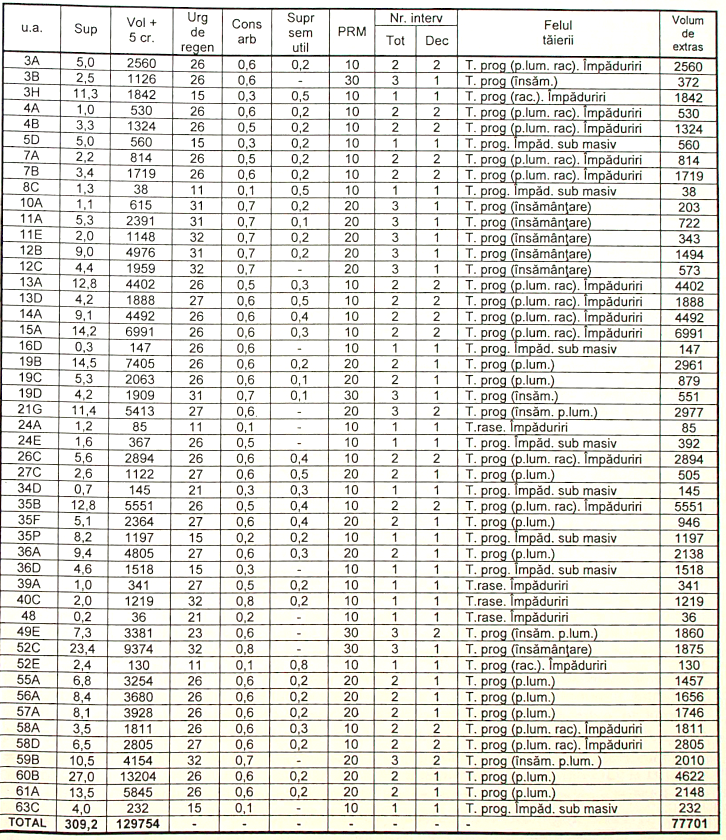 u.a. Sup Vol + 5 cr. Urg de regen Cons arb Supr sem util PRM Nr. interv Tot Dec Felul tăierii Volum de extras
3A 5,0 2560 26 0,6 0,2 10 2 2 T. prog (p.lum. rac). Împăduriri 2560
3B 2,5 1126 26 0,6 - 30 3 1 T. prog (însăm.) 372
3H 11,3 1842 15 0,3 0,5 10 1 1 T. prog (rac.). Împăduriri 1842
4A 1,0 530 26 0,6 0,2 10 2 2 T. prog (p.lum. rac). Împăduriri 530
4B 3,3 1324 26 0,5 0,2 10 2 2 T. prog (p.lum. rac). Împăduriri 1324
5D 5,0 560 15 0,3 0,2 10 1 1 T. prog. Împăd. sub masiv 560
7A 2,2 814 26 0,5 0,2 10 2 2 T. prog (p.lum. rac). Împăduriri 814
7B 3,4 1719 26 0,6 0,2 10 2 2 T. prog (p.lum. rac). Împăduriri 1719
8C 1,3 38 11 0,1 0,5 10 1 1 T. prog. Împăd. sub masiv 38
10A 1,1 615 31 0,7 0,2 20 3 1 T. prog (însămânţare) 203
11A 5,3 2391 31 0,7 0,1 20 3 1 T. prog (însămânţare) 722
11E 2,0 1148 32 0,7 0,2 20 3 1 T. prog (însămânţare) 343
12B 9,0 4976 31 0,7 0,2 20 3 1 T. prog (însămânţare) 1494
12C 4,4 1959 32 0,7 - 20 3 1 T. prog (însămânţare) 573
13A 12,8 4402 26 0,5 0,3 10 2 2 T. prog (p.lum. rac). Împăduriri 4402
13D 4,2 1888 27 0,6 0,5 10 2 2 T. prog (p.lum. rac). Împăduriri 1888
14A 9,1 4492 26 0,6 0,4 10 2 2 T. prog (p.lum. rac). Împăduriri 4492
15A 14,2 6991 26 0,6 0,3 10 2 2 T. prog (p.lum. rac). Împăduriri 6991
16D 0,3 147 26 0,6 - 10 1 1 T. prog. Împăd. sub masiv 147
19B 14,5 7405 26 0,6 0,2 20 2 1 T. prog (p.lum.) 2961
19C 5,3 2063 26 0,6 0,1 20 2 1 T. prog (p.lum.) 879
19D 4,2 1909 31 0,7 0,1 30 3 1 T. prog (însăm.) 551
21G 11,4 5413 27 0,6 - 20 3 2 T. prog (însăm. p.lum.) 2977
24A 1,2 85 11 0,1 - 10 1 1 T.rase. Împăduriri 85
24E 1,6 367 26 0,5 - 10 1 1 T. prog. Împăd. sub masiv 392
26C 5,6 2894 26 0,6 0,4 10 2 2 T. prog (p.lum. rac). Împăduriri 2894
27C 2,6 1122 27 0,6 0,5 20 2 1 T. prog (p.lum.) 505
34D 0,7 145 21 0,3 0,3 10 1 1 T. prog. Împăd. sub masiv 145
35B 12,8 5551 26 0,5 0,4 10 2 2 T. prog (p.lum. rac). Împăduriri 5551
35F 5,1 2364 27 0,6 0,4 20 2 1 T. prog (p.lum.) 946
35P 8,2 1197 15 0,2 0,2 10 1 1 T. prog. Împăd. sub masiv 1197
36A 9,4 4805 27 0,6 0,3 20 2 1 T. prog (p.lum.) 2138
36D 4,6 1518 15 0,3 - 10 1 1 T. prog. Împăd. sub masiv 1518
39A 1,0 341 27 0,5 0,2 10 1 1 T.rase. Împăduriri 341
40C 2,0 1219 32 0,8 0,2 10 1 1 T.rase. Împăduriri 1219
48 0,2 36 21 0,2 - 10 1 1 T.rase. Împăduriri 36
49E 7,3 3381 23 0,6 - 30 3 2 T. prog (însăm. p.lum.) 1860
52C 23,4 9374 32 0,8 - 30 3 1 T. prog (însămânţare) 1875
52E 2,4 130 11 0,1 0,8 10 1 1 T. prog (rac.). Împăduriri 130
55A 6,8 3254 26 0,6 0,2 20 2 1 T. prog (p.lum.) 1457
56A 8,4 3680 26 0,6 0,2 20 2 1 T. prog (p.lum.) 1656
57A 8,1 3928 26 0,6 0,2 20 2 1 T. prog (p.lum.) 1746
58A 3,5 1811 26 0,6 0,3 10 2 2 T. prog (p.lum. rac). Împăduriri 1811
58D 6,5 2805 27 0,6 0,2 10 2 2 T. prog (p.lum. rac). Împăduriri 2805
59B 10,5 4154 32 0,7 - 20 3 2 T. prog (însăm. p.lum. ) 2010
60B 27,0 13204 26 0,6 0,2 20 2 1 T. prog (p.lum.) 4622
61A 13,5 5845 26 0,6 0,2 20 2 1 T. prog (p.lum.) 2148
63C 4,0 232 15 0,1 - 10 1 1 T. prog. Împăd. sub masiv 232
TOTAL 309,2 129754 - - - - - - - 77701